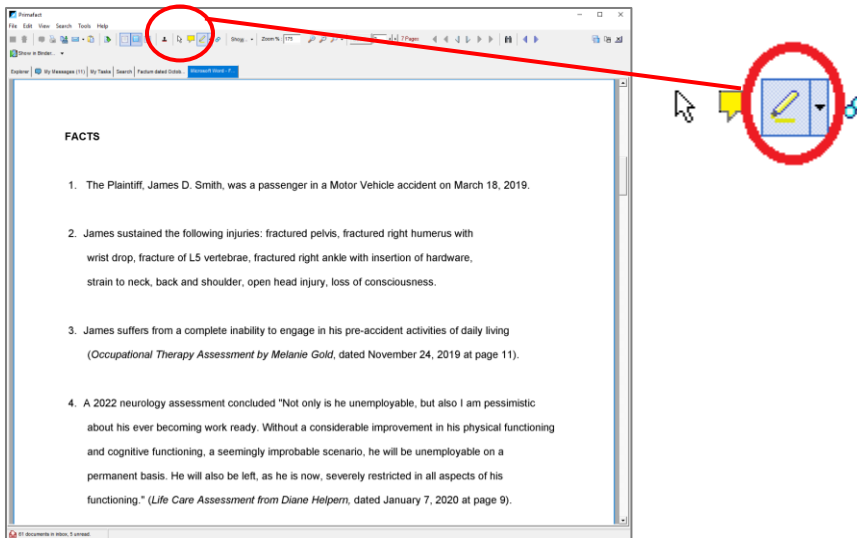 Primafact
File Edit View Search Tools Help
Show... Zoom % 175 7 Pages
Show in Binder...
Explorer My Messages (11) My Tasks Search Factum dated Octob... Microsoft Word - F...
FACTS
1. The Plaintiff, James D. Smith, was a passenger in a Motor Vehicle accident on March 18, 2019.
2. James sustained the following injuries: fractured pelvis, fractured right humerus with
wrist drop, fracture of L5 vertebrae, fractured right ankle with insertion of hardware,
strain to neck, back and shoulder, open head injury, loss of consciousness.
3. James suffers from a complete inability to engage in his pre-accident activities of daily living
(Occupational Therapy Assessment by Melanie Gold, dated November 24, 2019 at page 11).
4. A 2022 neurology assessment concluded "Not only is he unemployable, but also I am pessimistic
about his ever becoming work ready. Without a considerable improvement in his physical functioning
and cognitive functioning, a seemingly improbable scenario, he will be unemployable on a
permanent basis. He will also be left, as he is now, severely restricted in all aspects of his
functioning." (Life Care Assessment from Diane Helpern, dated January 7, 2020 at page 9).
61 documents in inbox, 5 unread.